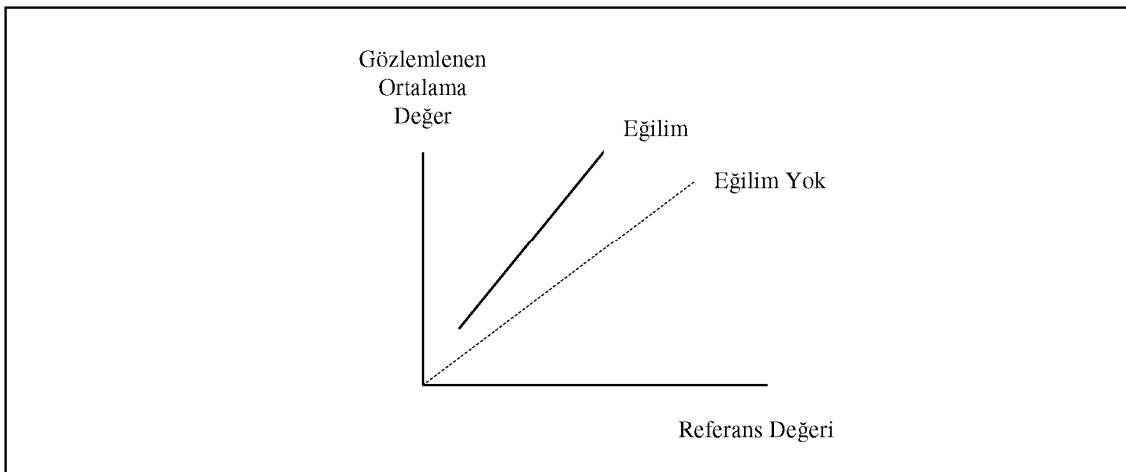 Gözlemlenen
Ortalama
Değer
Eğilim
Eğilim Yok
Referans Değeri